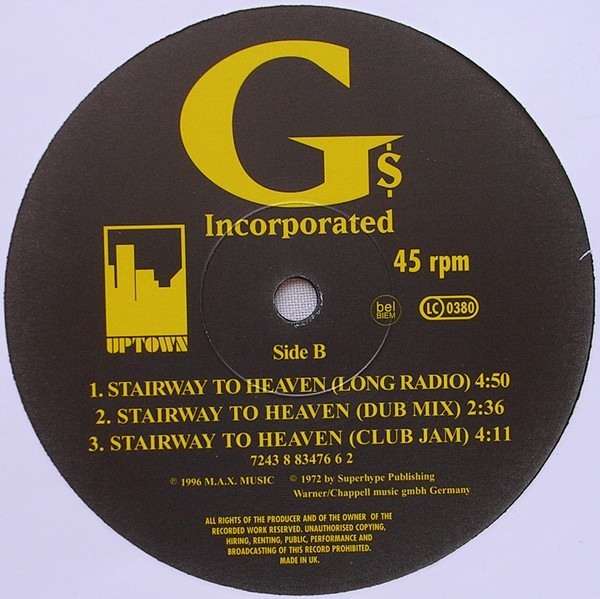 G$
Incorporated
45 rpm
UPTOWN
bel
BIEM
LC 0380
Side B
1. STAIRWAY TO HEAVEN (LONG RADIO) 4:50
2. STAIRWAY TO HEAVEN (DUB MIX) 2:36
3. STAIRWAY TO HEAVEN (CLUB JAM) 4:11
7243 8 83476 6 2
℗ 1996 M.A.X. MUSIC © 1972 by Superhype Publishing
Warner/Chappell music gmbh Germany
ALL RIGHTS OF THE PRODUCER AND OF THE OWNER OF THE
RECORDED WORK RESERVED. UNAUTHORISED COPYING,
HIRING, RENTING, PUBLIC, PERFORMANCE AND
BROADCASTING OF THIS RECORD PROHIBITED.
MADE IN UK.